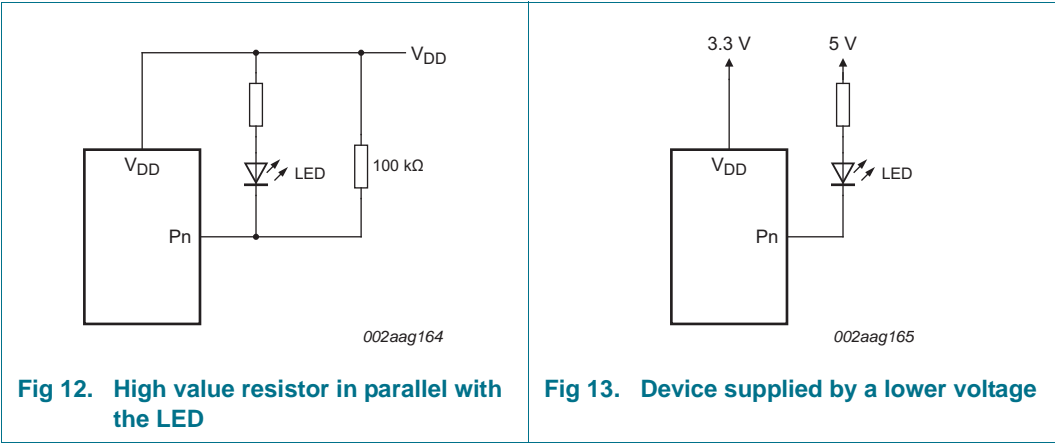 VDD
VDD
LED
100 kΩ
Pn
002aag164
Fig 12. High value resistor in parallel with
the LED
3.3 V
5 V
VDD
LED
Pn
002aag165
Fig 13. Device supplied by a lower voltage